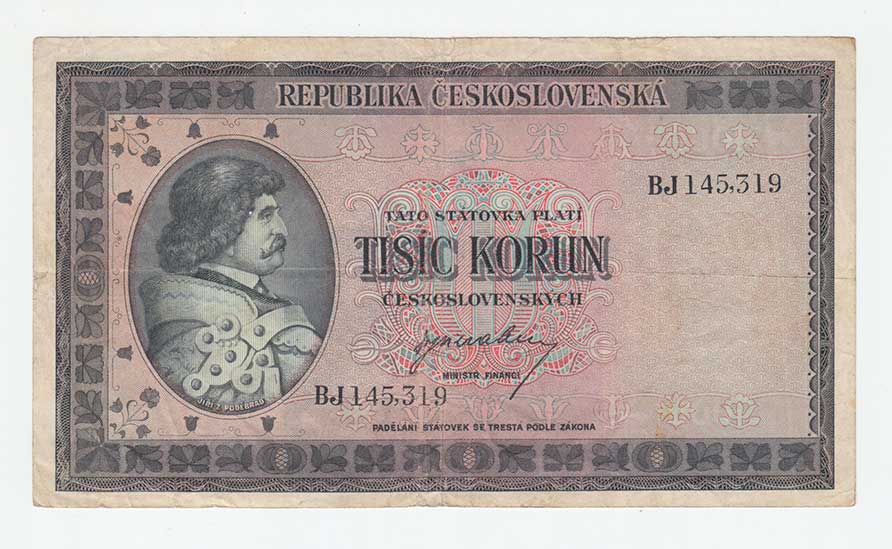 REPUBLIKA ČESKOSLOVENSKÁ
BJ 145,319
TATO STÁTOVKA PLATÍ
TISÍC KORUN
ČESKOSLOVENSKÝCH
MINISTR FINANCÍ
BJ 145,319
JIŘÍ Z PODĚBRAD
PADĚLÁNÍ STÁTOVEK SE TRESTÁ PODLE ZÁKONA